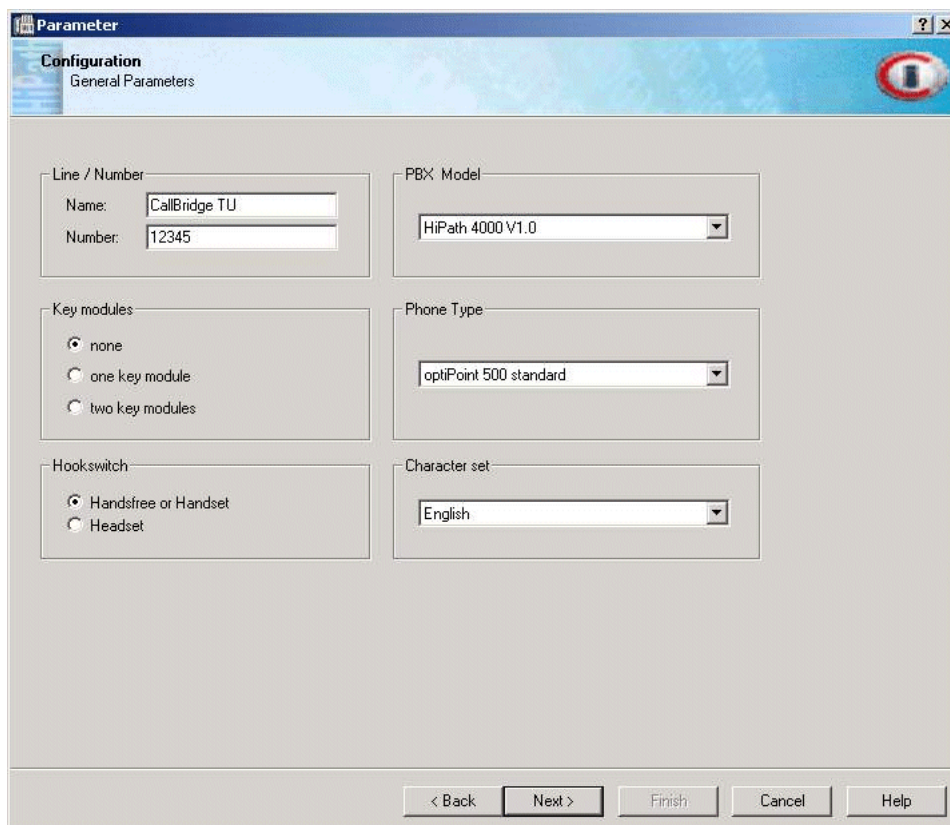 Parameter
Configuration
General Parameters
HiPath
Line / Number
Name: CallBridge TU
Number: 12345
PBX Model
HiPath 4000 V1.0
Key modules
none
one key module
two key modules
Phone Type
optiPoint 500 standard
Hookswitch
Handsfree or Handset
Headset
Character set
English
< Back Next > Finish Cancel Help